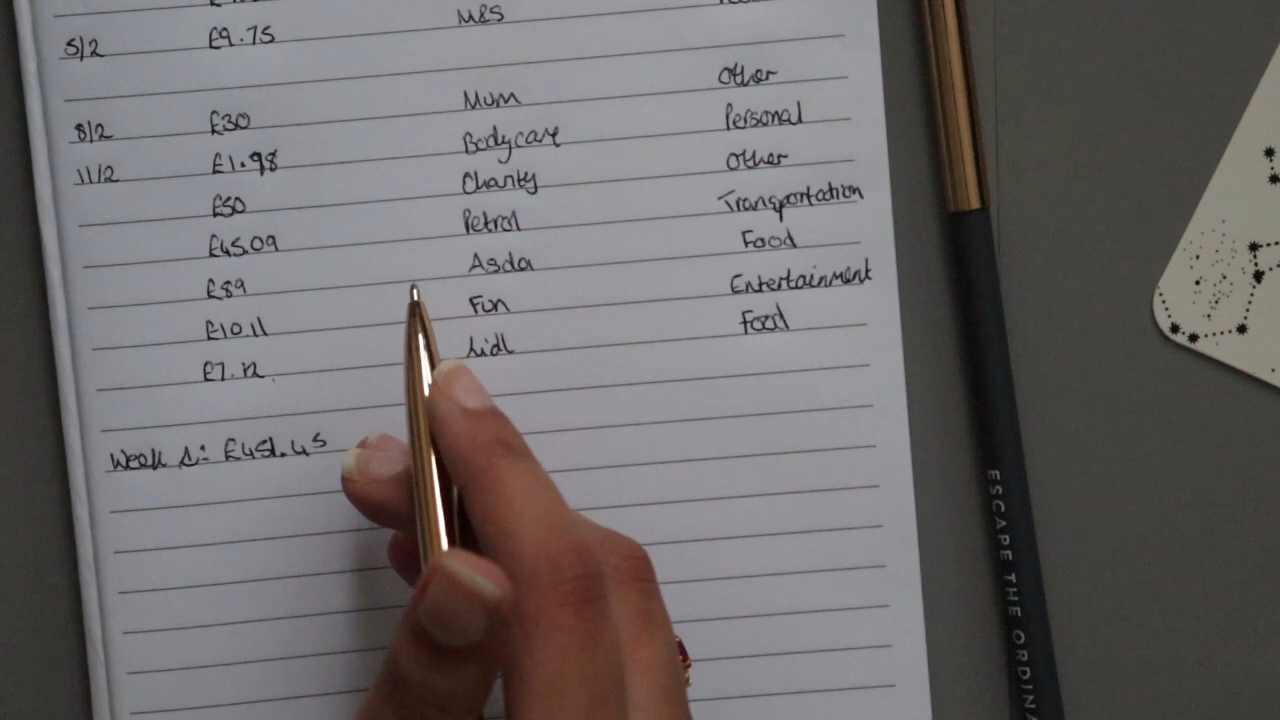 5/2 £9.75 M&S
8/2 £30 Mum Other
11/2 £1.98 Bodycare Personal
£50 Charity Other
£45.09 Petrol Transportation
£89 Asda Food
£10.11 Fun Entertainment
£7.12 Lidl Food
Week 1: £451.45
ESCAPE THE ORDINA